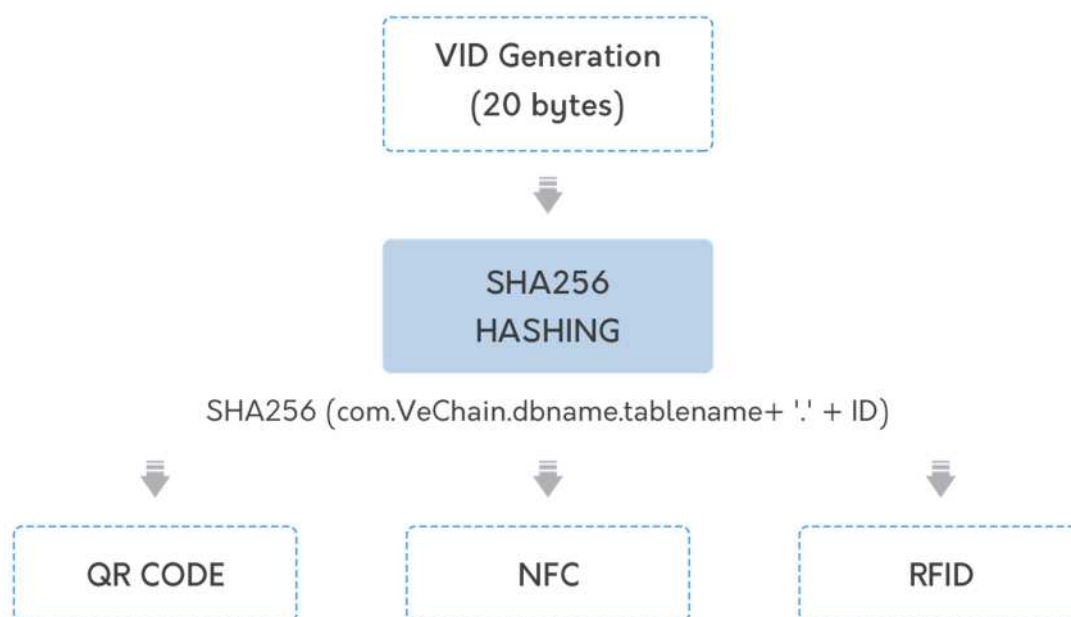 VID Generation
(20 bytes)
SHA256
HASHING
SHA256 (com.VeChain.dbname.tablename+ '.' + ID)
QR CODE
NFC
RFID